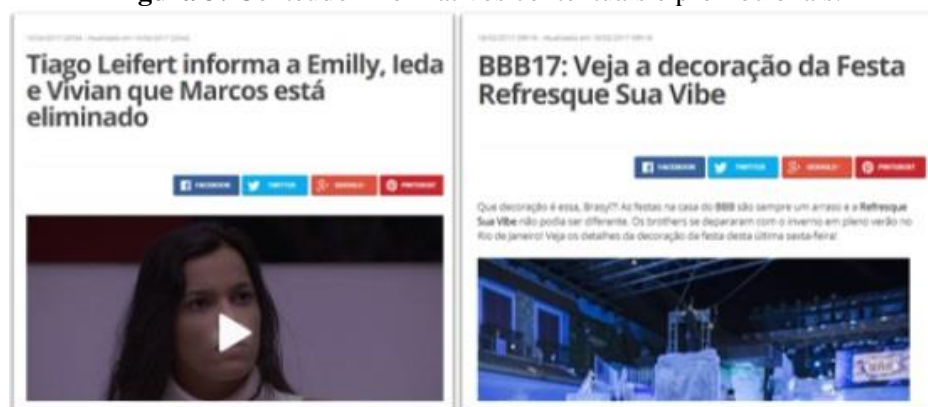 Tiago Leifert informa a Emilly, Ieda
e Vivian que Marcos está
eliminado
FACEBOOK TWITTER GOOGLE+ PINTEREST
BBB17: Veja a decoração da Festa
Refresque Sua Vibe
FACEBOOK TWITTER GOOGLE+ PINTEREST
Que decoração é essa, Brasyl?! As festas na casa do BBB são sempre um arraso e a Refresque
Sua Vibe não podia ser diferente. Os brothers se depararam com o inverno em pleno verão no
Rio de Janeiro! Veja os detalhes da decoração da festa desta última sexta-feira!